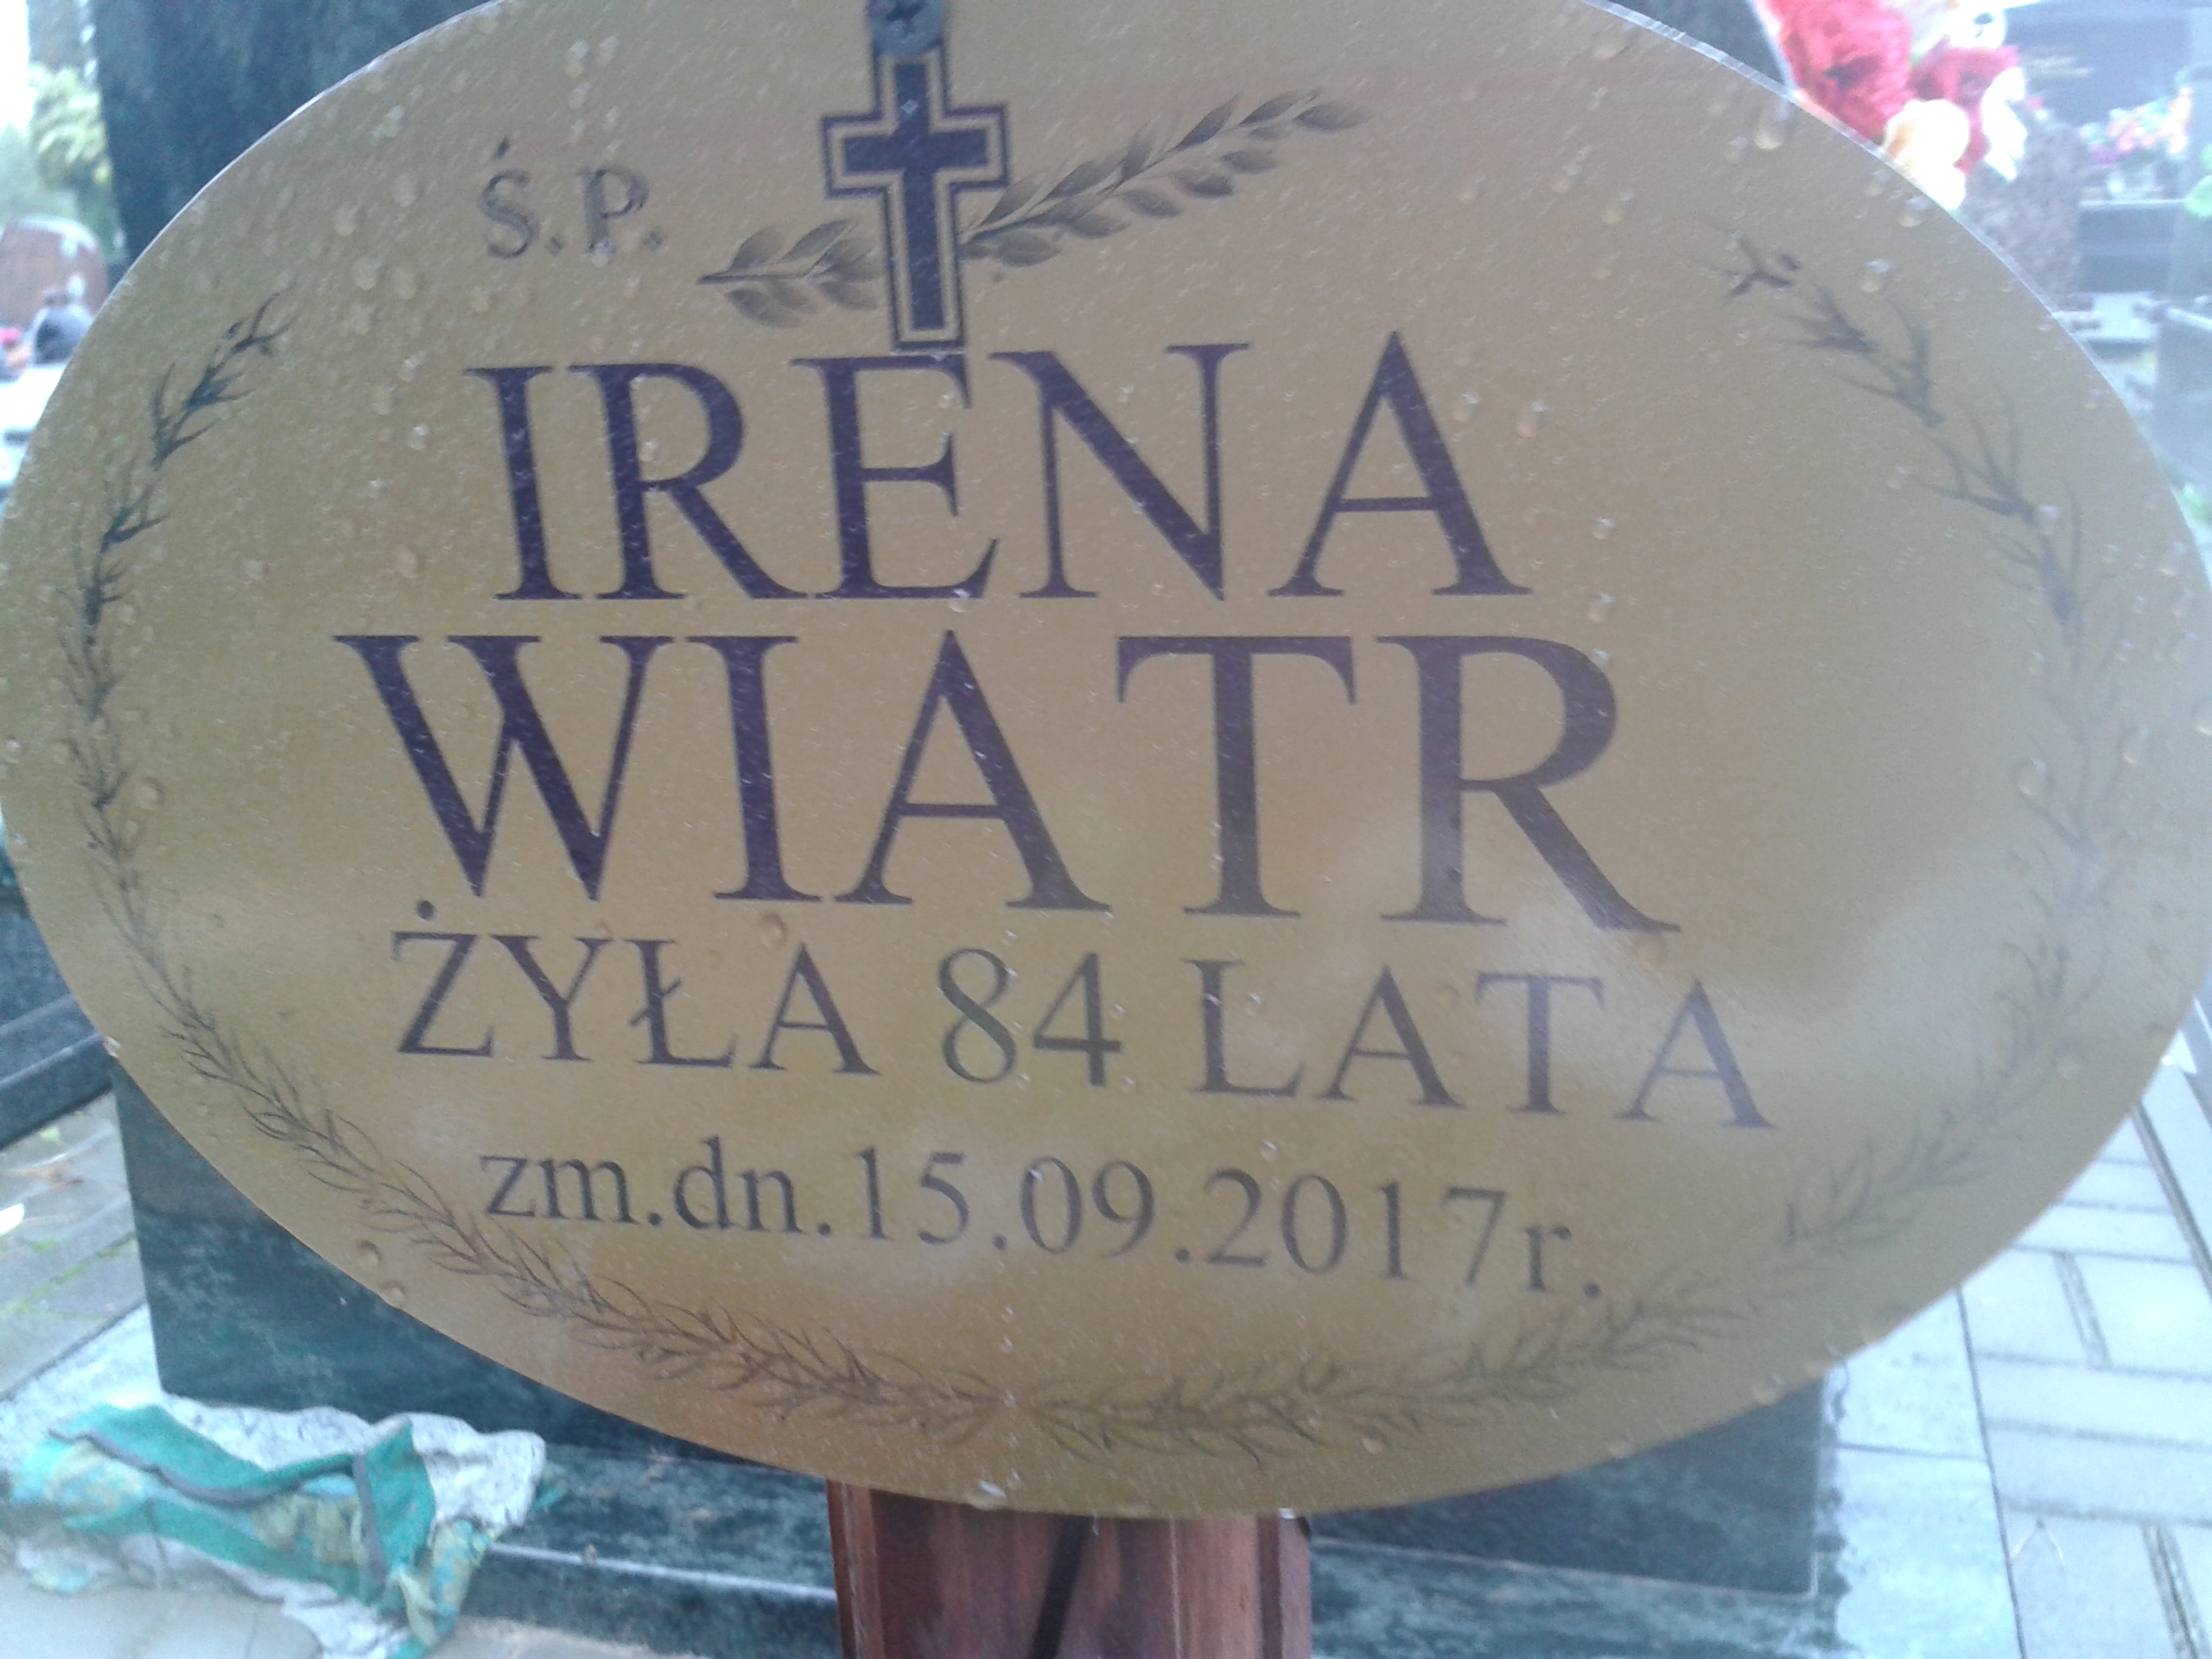 Ś.P.
IRENA
WIATR
ŻYŁA 84 LATA
zm.dn.15.09.2017r.